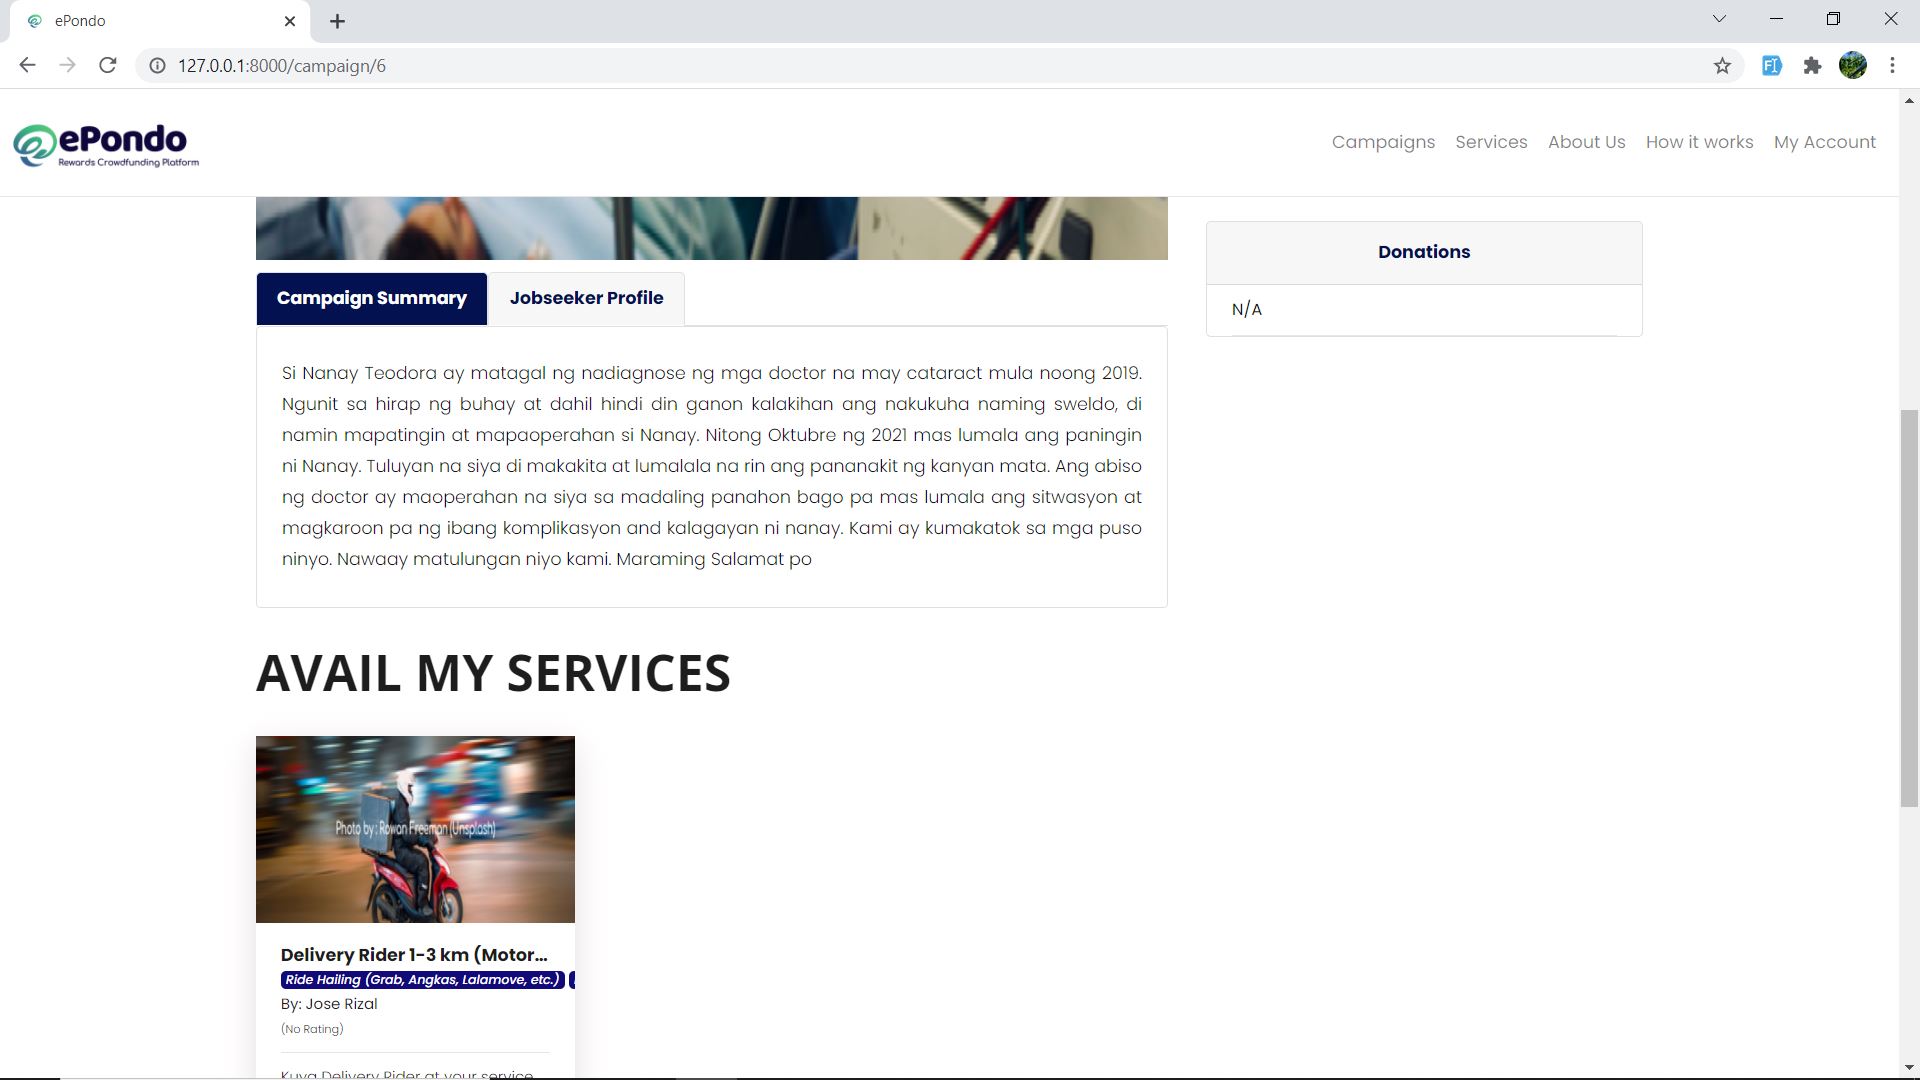 ePondo
127.0.0.1:8000/campaign/6
ePondo
Rewards Crowdfunding Platform
Campaigns Services About Us How it works My Account
Donations
N/A
Campaign Summary Jobseeker Profile
Si Nanay Teodora ay matagal ng nadiagnose ng mga doctor na may cataract mula noong 2019.
Ngunit sa hirap ng buhay at dahil hindi din ganon kalakihan ang nakukuha naming sweldo, di
namin mapatingin at mapaoperahan si Nanay. Nitong Oktubre ng 2021 mas lumala ang paningin
ni Nanay. Tuluyan na siya di makakita at lumalala na rin ang pananakit ng kanyan mata. Ang abiso
ng doctor ay maoperahan na siya sa madaling panahon bago pa mas lumala ang sitwasyon at
magkaroon pa ng ibang komplikasyon and kalagayan ni nanay. Kami ay kumakatok sa mga puso
ninyo. Nawaay matulungan niyo kami. Maraming Salamat po
AVAIL MY SERVICES
Photo by : Rowan Freeman (Unsplash)
Delivery Rider 1-3 km (Motor...
Ride Hailing (Grab, Angkas, Lalamove, etc.)
By: Jose Rizal
(No Rating)
Kuya Delivery Rider at your service